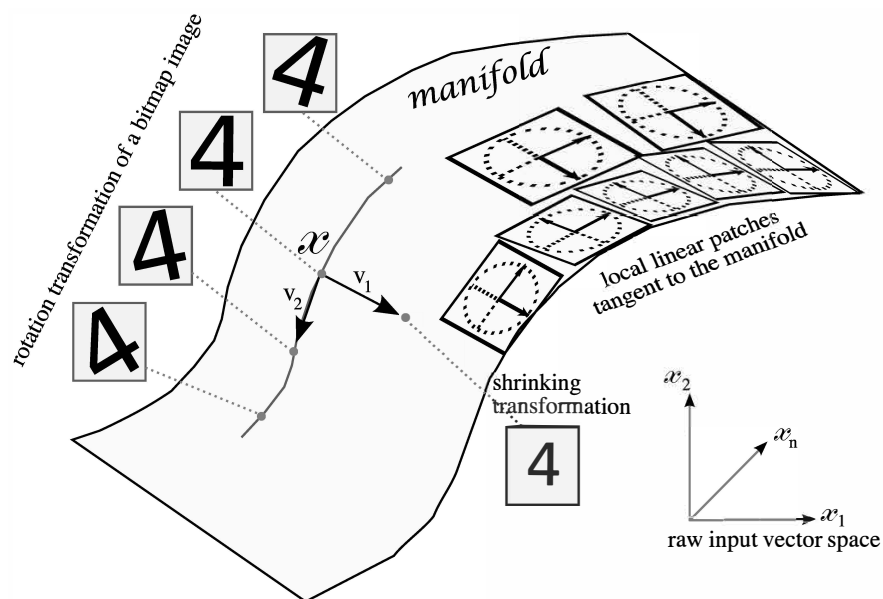 rotation transformation of a bitmap image
4
manifold
4
x
4
v1
v2
4
local linear patches
tangent to the manifold
shrinking
transformation
4
x2
xn
x1
raw input vector space